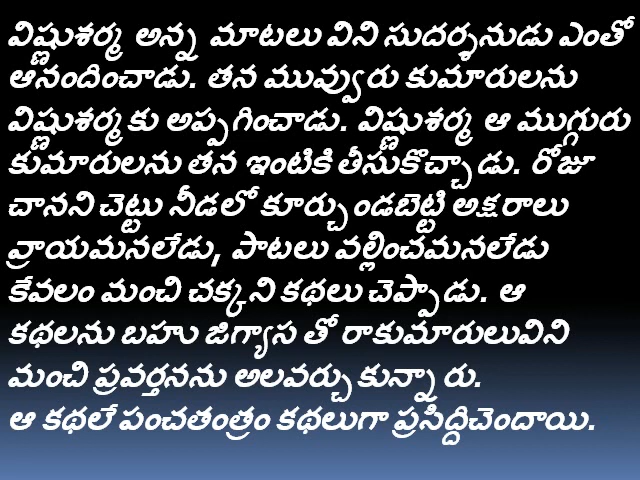 విష్ణుశర్మ అన్న మాటలు విని సుదర్శనుడు ఎంతో
ఆనందించాడు. తన మువ్వురు కుమారులను
విష్ణుశర్మకు అప్పగించాడు. విష్ణుశర్మ ఆ ముగ్గురు
కుమారులను తన ఇంటికి తీసుకొచ్చాడు. రోజూ
చానని చెట్టు నీడలో కూర్చుండబెట్టి అక్షరాలు
వ్రాయమనలేడు, పాటలు వల్లించమనలేడు
కేవలం మంచి చక్కని కథలు చెప్పాడు. ఆ
కథలను బహు జిగ్యాస తో రాకుమారులువిని
మంచి ప్రవర్తనను అలవర్చుకున్నారు.
ఆ కథలే పంచతంత్రం కథలుగా ప్రసిద్దిచెందాయి.